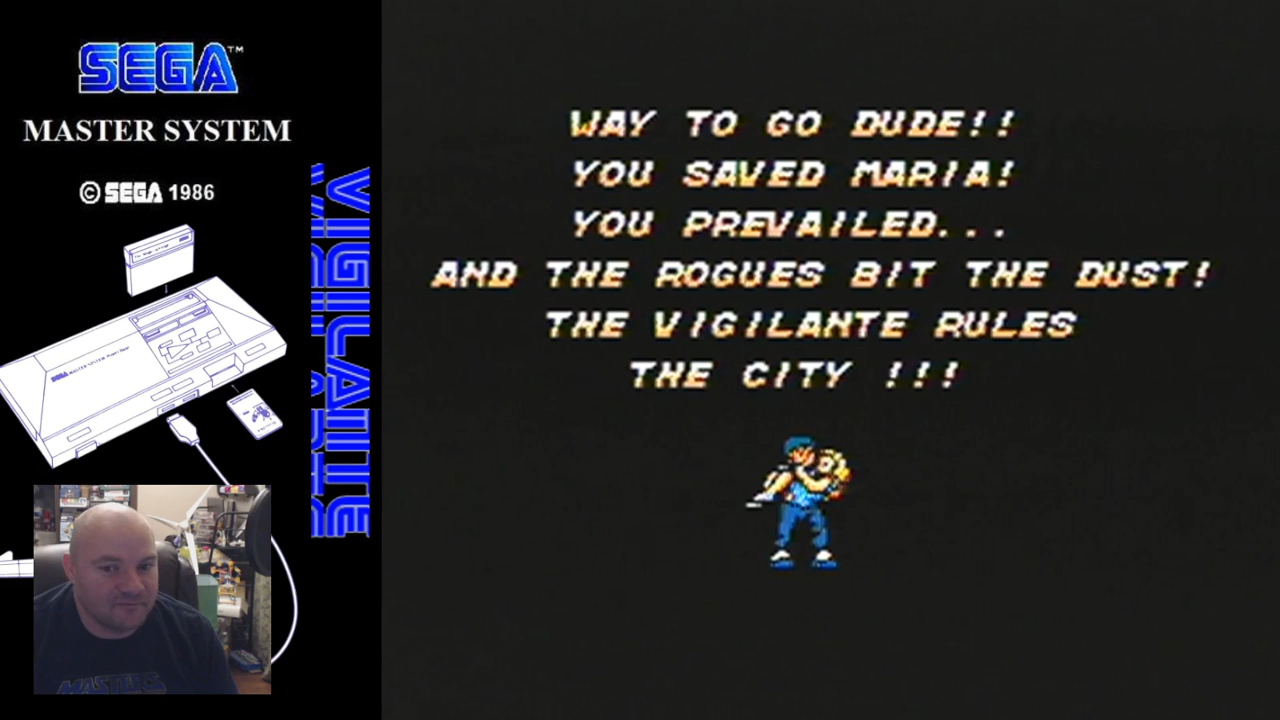 SEGA™
MASTER SYSTEM
© SEGA 1986
VIGILANTE
WAY TO GO DUDE!!
YOU SAVED MARIA!
YOU PREVAILED...
AND THE ROGUES BIT THE DUST!
THE VIGILANTE RULES
THE CITY !!!